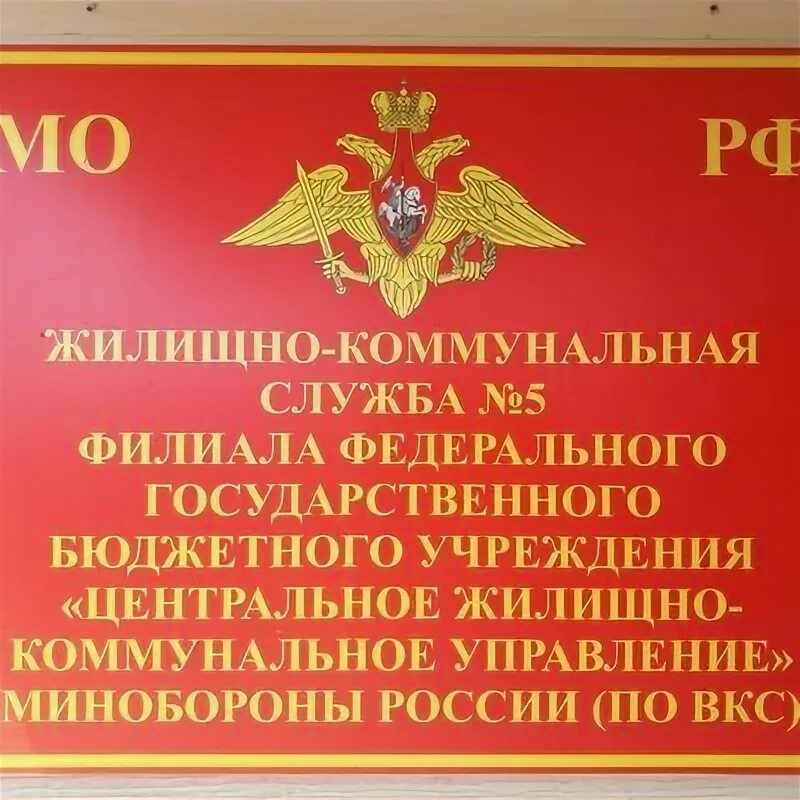 МО РФ
ЖИЛИЩНО-КОММУНАЛЬНАЯ
СЛУЖБА №5
ФИЛИАЛА ФЕДЕРАЛЬНОГО
ГОСУДАРСТВЕННОГО
БЮДЖЕТНОГО УЧРЕЖДЕНИЯ
«ЦЕНТРАЛЬНОЕ ЖИЛИЩНО-
КОММУНАЛЬНОЕ УПРАВЛЕНИЕ»
МИНОБОРОНЫ РОССИИ (ПО ВКС)